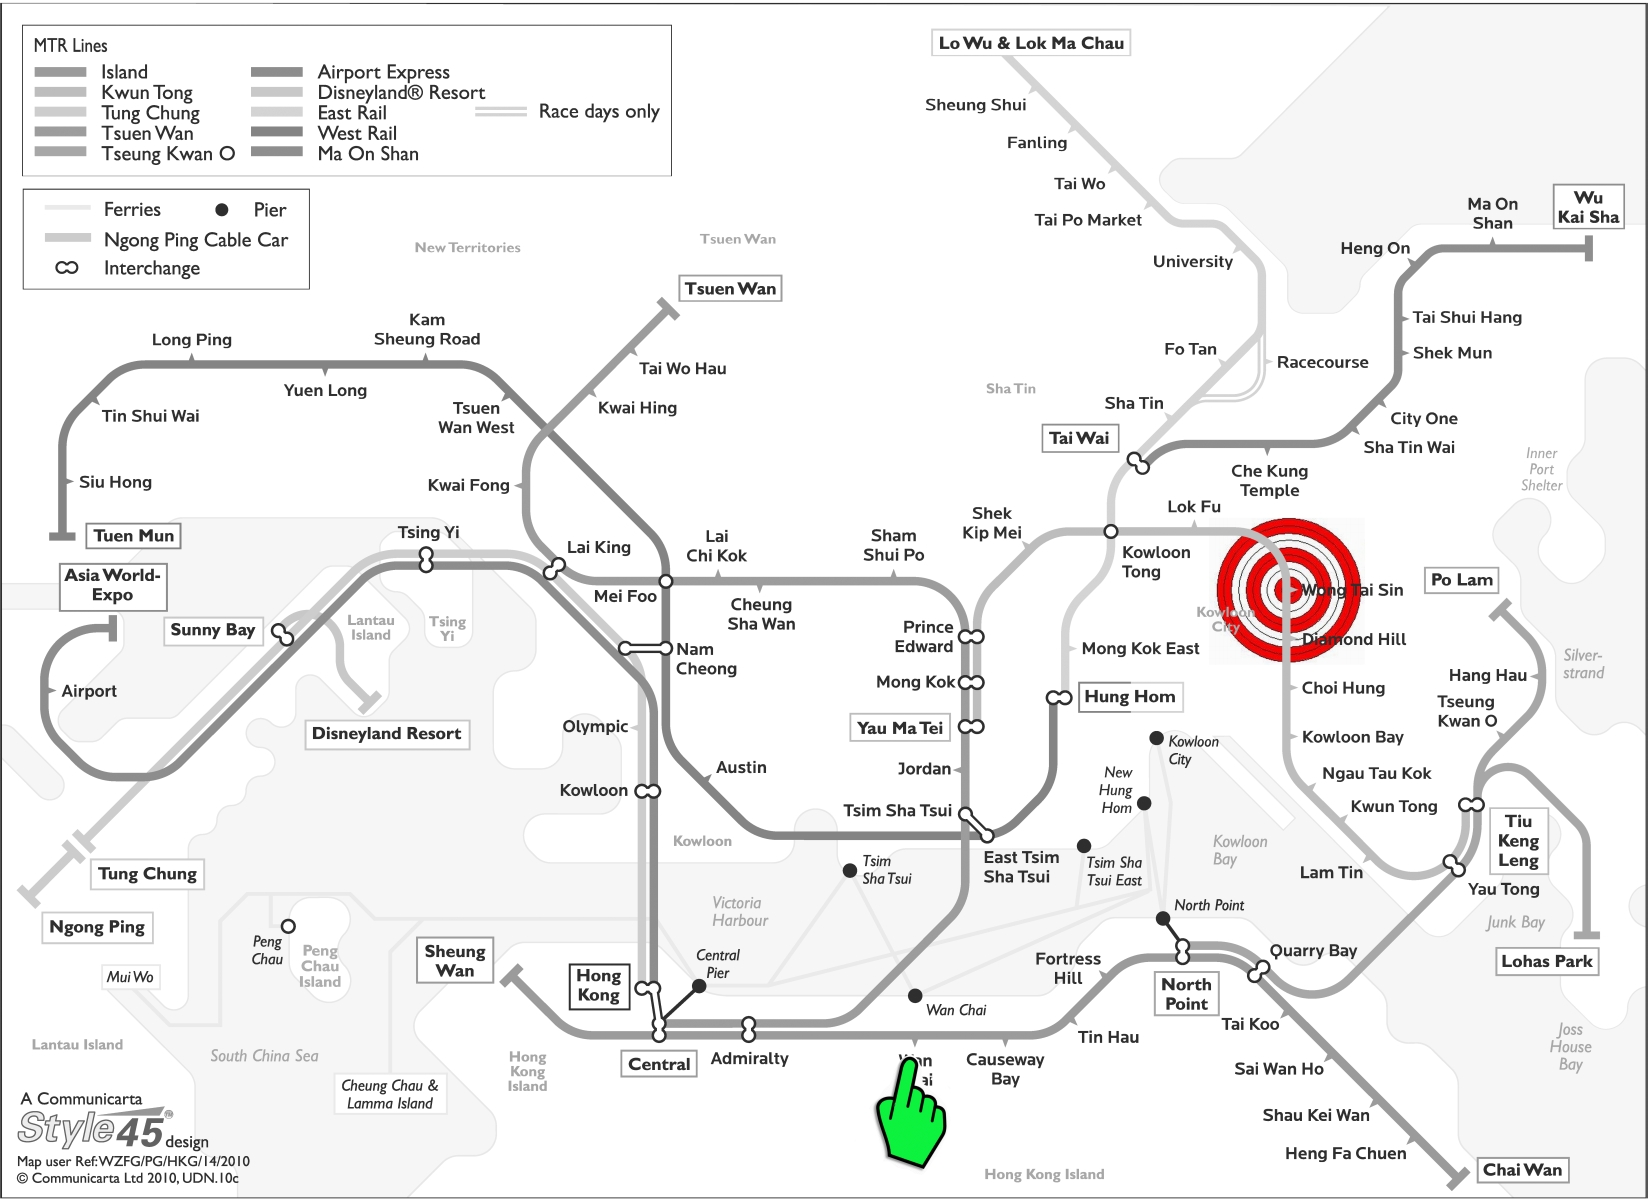 MTR Lines
Island
Kwun Tong
Tung Chung
Tsuen Wan
Tseung Kwan O
Airport Express
Disneyland® Resort
East Rail
West Rail
Ma On Shan
Race days only
Ferries
Pier
Ngong Ping Cable Car
Interchange
New Territories
Tsuen Wan
Lo Wu & Lok Ma Chau
Sheung Shui
Fanling
Tai Wo
Tai Po Market
University
Fo Tan
Racecourse
Sha Tin
Sha Tin
Tai Wai
Wu
Kai Sha
Ma On
Shan
Heng On
Tai Shui Hang
Shek Mun
City One
Sha Tin Wai
Che Kung
Temple
Tsuen Wan
Tai Wo Hau
Kwai Hing
Kwai Fong
Lai King
Long Ping
Kam
Sheung Road
Yuen Long
Tin Shui Wai
Tsuen
Wan West
Siu Hong
Tuen Mun
Tsing Yi
Asia World-
Expo
Sunny Bay
Lantau
Island
Tsing
Yi
Airport
Disneyland Resort
Tung Chung
Ngong Ping
Mei Foo
Lai
Chi Kok
Cheung
Sha Wan
Sham
Shui Po
Shek
Kip Mei
Lok Fu
Kowloon
Tong
Wong Tai Sin
Kowloon
City
Diamond Hill
Choi Hung
Kowloon Bay
Ngau Tau Kok
Kwun Tong
Lam Tin
Inner
Port
Shelter
Po Lam
Silver-
strand
Hang Hau
Tseung
Kwan O
Tiu
Keng
Leng
Yau Tong
Junk Bay
Lohas Park
Nam
Cheong
Prince
Edward
Mong Kok
Yau Ma Tei
Jordan
Tsim Sha Tsui
Mong Kok East
Hung Hom
Olympic
Kowloon
Austin
Kowloon
East Tsim
Sha Tsui
Kowloon
City
New
Hung
Hom
Tsim Sha
Tsui East
Kowloon
Bay
Tsim
Sha Tsui
Victoria
Harbour
North Point
Central
Pier
Wan Chai
Peng
Chau
Peng
Chau
Island
Mui Wo
Sheung
Wan
Hong
Kong
Central
Admiralty
Causeway
Bay
Tin Hau
Fortress
Hill
North
Point
Quarry Bay
Tai Koo
Sai Wan Ho
Shau Kei Wan
Heng Fa Chuen
Chai Wan
Joss
House
Bay
Lantau Island
South China Sea
Hong
Kong
Island
Cheung Chau &
Lamma Island
Hong Kong Island
A Communicarta
Style45 ® design
Map user Ref:WZFG/PG/HKG/14/2010
© Communicarta Ltd 2010, UDN.10c